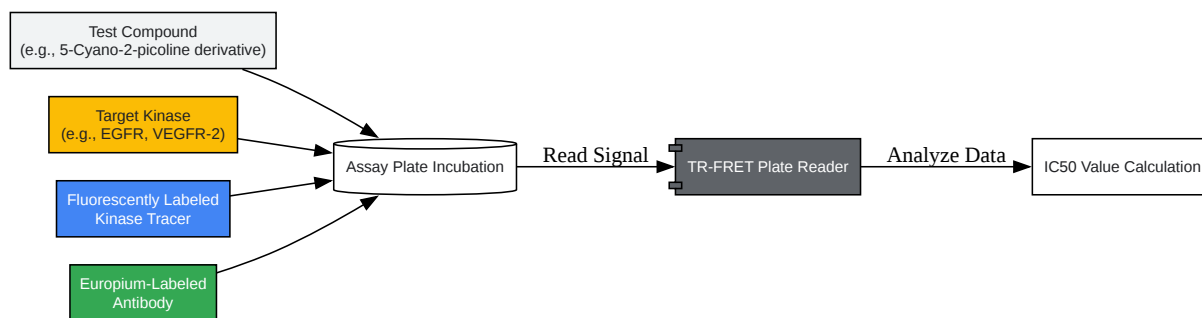 Test Compound
(e.g., 5-Cyano-2-picoline derivative)
Target Kinase
(e.g., EGFR, VEGFR-2)
Fluorescently Labeled
Kinase Tracer
Europium-Labeled
Antibody
Assay Plate Incubation
Read Signal
TR-FRET Plate Reader
Analyze Data
IC50 Value Calculation